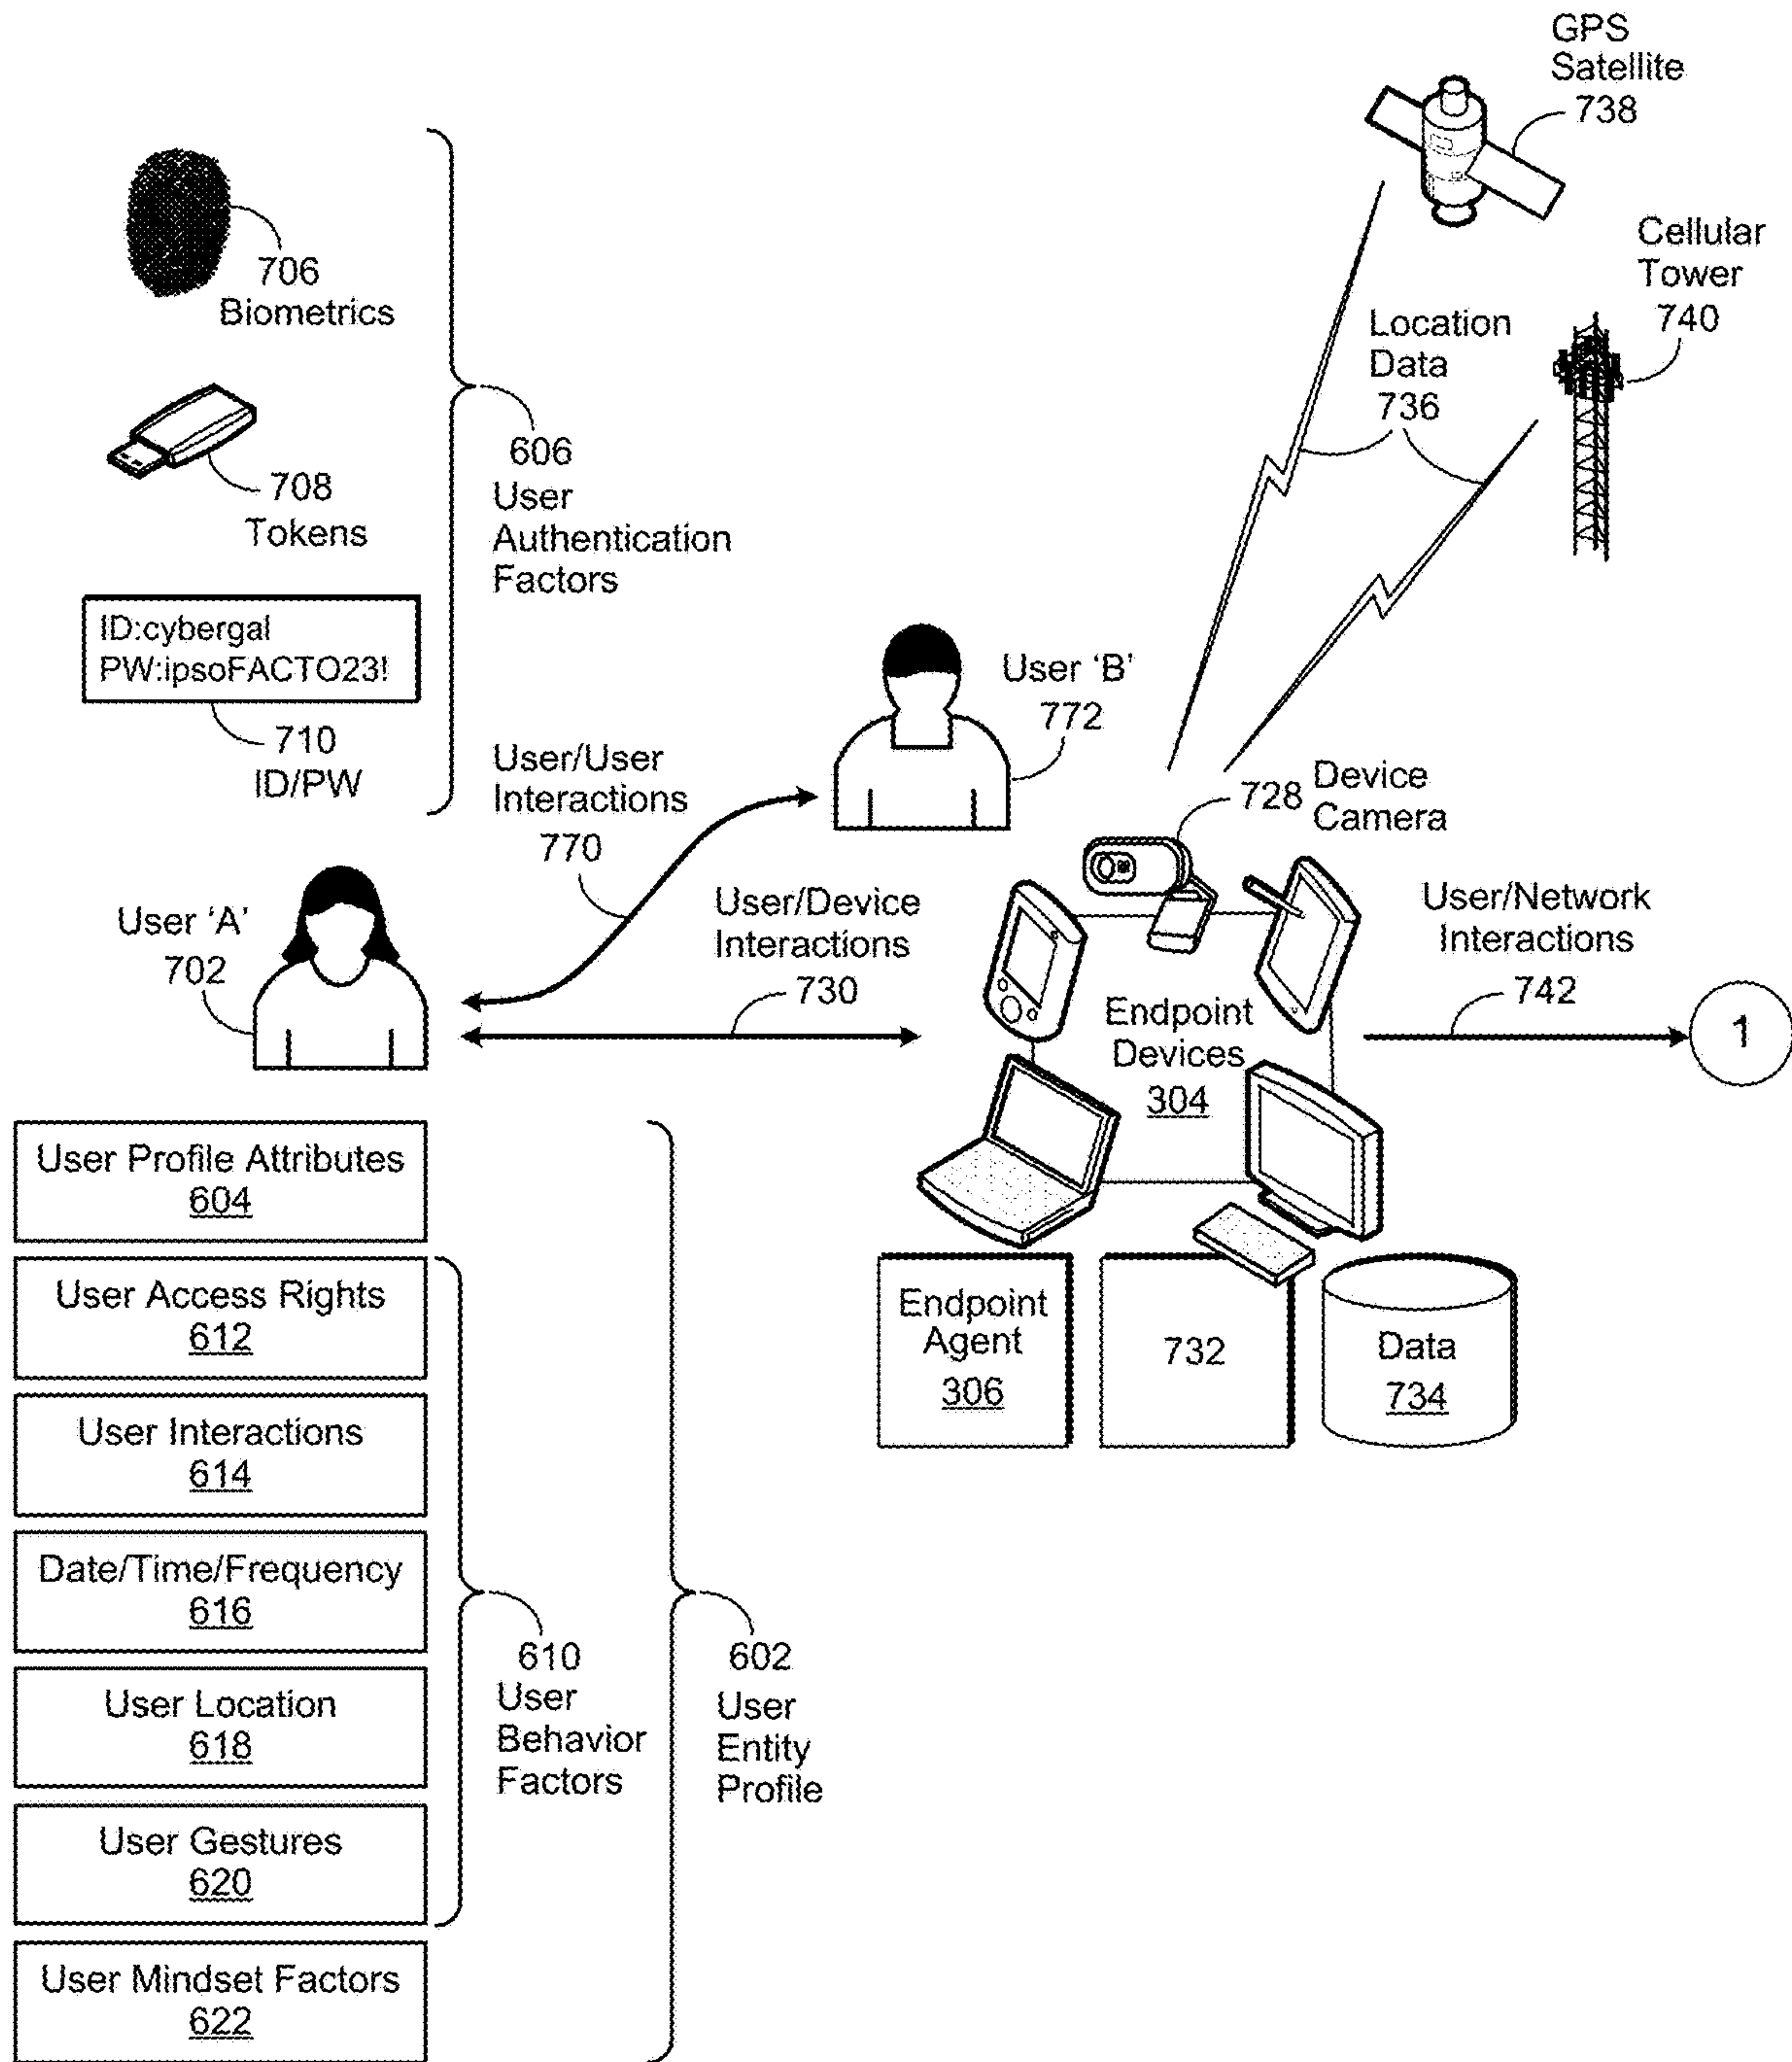 GPS
Satellite
738
Cellular
Tower
740
Location
Data
736
706
Biometrics
708
Tokens
ID:cybergal
PW:ipsoFACTO23!
710
ID/PW
606
User
Authentication
Factors
User/User
Interactions
770
User 'B'
772
728
Device
Camera
User 'A'
702
User/Device
Interactions
730
Endpoint
Devices
304
User/Network
Interactions
742
1
User Profile Attributes
604
User Access Rights
612
User Interactions
614
Date/Time/Frequency
616
User Location
618
User Gestures
620
User Mindset Factors
622
610
User
Behavior
Factors
602
User
Entity
Profile
Endpoint
Agent
306
732
Data
734